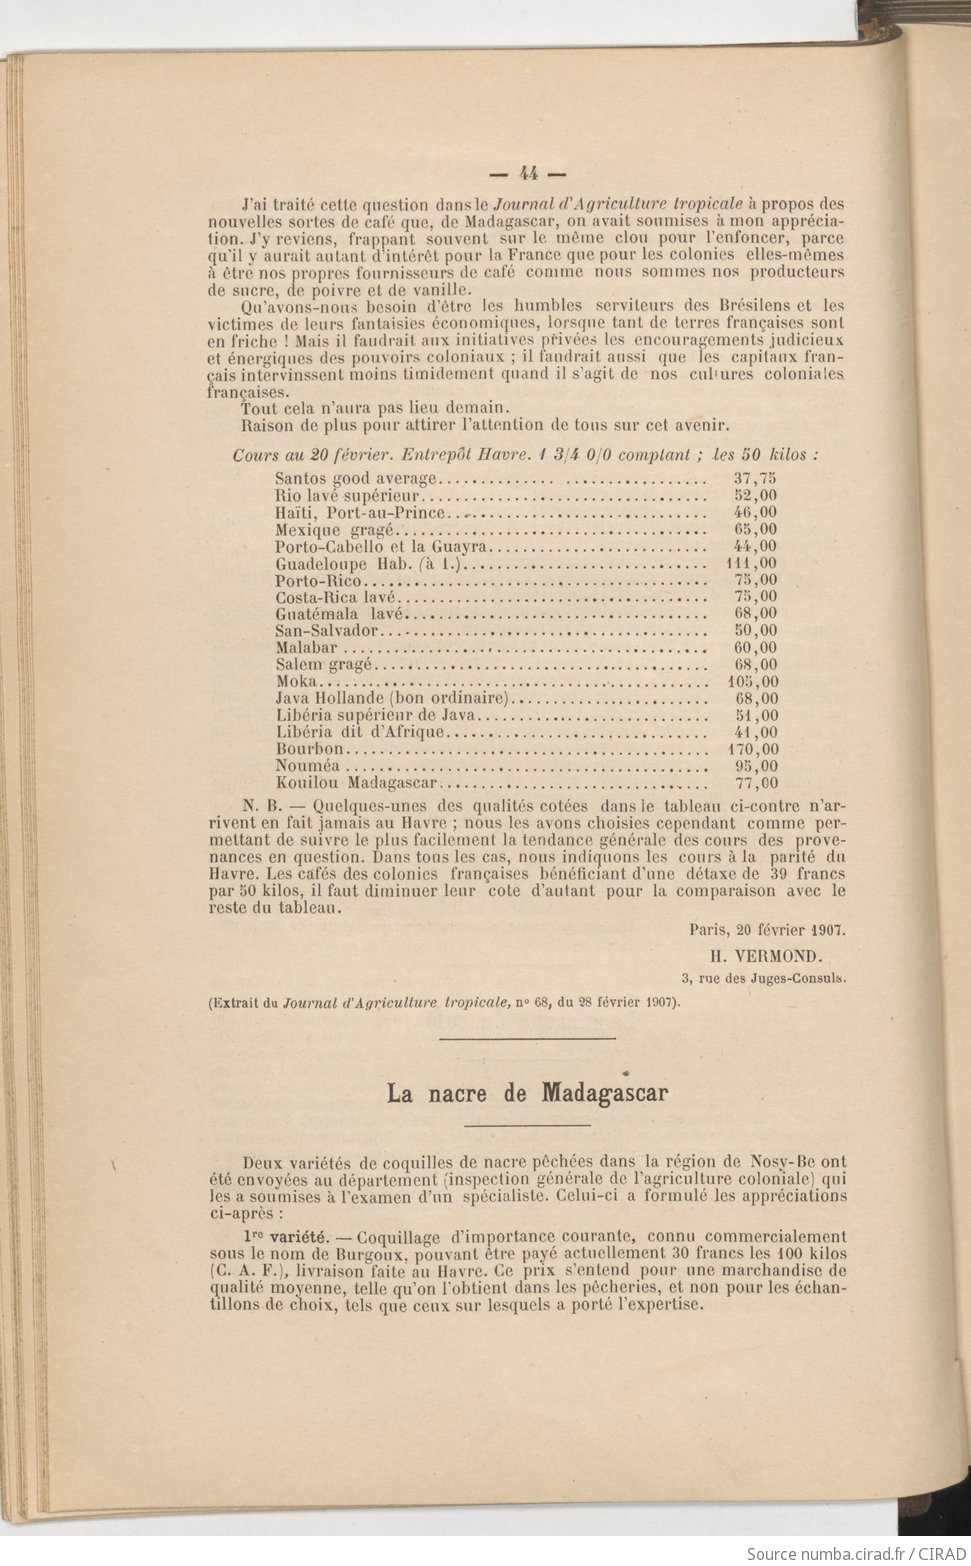 — 44 —
J'ai traité cette question dans le Journal d'Agriculture tropicale à propos des
nouvelles sortes de café que, de Madagascar, on avait soumises à mon apprécia-
tion. J'y reviens, frappant souvent sur le même clou pour l'enfoncer, parce
qu'il y aurait autant d'intérêt pour la France que pour les colonies elles-mêmes
à être nos propres fournisseurs de café comme nous sommes nos producteurs
de sucre, de poivre et de vanille.
Qu'avons-nous besoin d'être les humbles serviteurs des Brésilens et les
victimes de leurs fantaisies économiques, lorsque tant de terres françaises sont
en friche ! Mais il faudrait aux initiatives privées les encouragements judicieux
et énergiques des pouvoirs coloniaux ; il faudrait aussi que les capitaux fran-
çais intervinssent moins timidement quand il s'agit de nos cultures coloniales
françaises.
Tout cela n'aura pas lieu demain.
Raison de plus pour attirer l'attention de tous sur cet avenir.
Cours au 20 février. Entrepôt Havre. 1 3/4 0/0 comptant ; les 50 kilos :
Santos good average.............. ................. 37,75
Rio lavé supérieur.................................. 52,00
Haïti, Port-au-Prince............................... 46,00
Mexique gragé..................................... 65,00
Porto-Cabello et la Guayra.......................... 44,00
Guadeloupe Hab. (à l.)............................. 111,00
Porto-Rico......................................... 75,00
Costa-Rica lavé..................................... 75,00
Guatémala lavé.................................... 68,00
San-Salvador....................................... 50,00
Malabar ........................................... 60,00
Salem gragé........................................ 68,00
Moka.............................................. 105,00
Java Hollande (bon ordinaire)........................ 68,00
Libéria supérieur de Java............................ 51,00
Libéria dit d'Afrique............................... 41,00
Bourbon........................................... 170,00
Nouméa ........................................... 95,00
Kouilou Madagascar................................ 77,00
N. B. — Quelques-unes des qualités cotées dans le tableau ci-contre n'ar-
rivent en fait jamais au Havre ; nous les avons choisies cependant comme per-
mettant de suivre le plus facilement la tendance générale des cours des prove-
nances en question. Dans tous les cas, nous indiquons les cours à la parité du
Havre. Les cafés des colonies françaises bénéficiant d'une détaxe de 39 francs
par 50 kilos, il faut diminuer leur cote d'autant pour la comparaison avec le
reste du tableau.
Paris, 20 février 1907.
H. VERMOND.
3, rue des Juges-Consuls.
(Extrait du Journal d'Agriculture tropicale, n° 68, du 28 février 1907).
La nacre de Madagascar
Deux variétés de coquilles de nacre pêchées dans la région de Nosy-Be ont
été envoyées au département (inspection générale de l'agriculture coloniale) qui
les a soumises à l'examen d'un spécialiste. Celui-ci a formulé les appréciations
ci-après :
1re variété. — Coquillage d'importance courante, connu commercialement
sous le nom de Burgoux, pouvant être payé actuellement 30 francs les 100 kilos
(C. A. F.), livraison faite au Havre. Ce prix s'entend pour une marchandise de
qualité moyenne, telle qu'on l'obtient dans les pêcheries, et non pour les échan-
tillons de choix, tels que ceux sur lesquels a porté l'expertise.
Source numba.cirad.fr / CIRAD